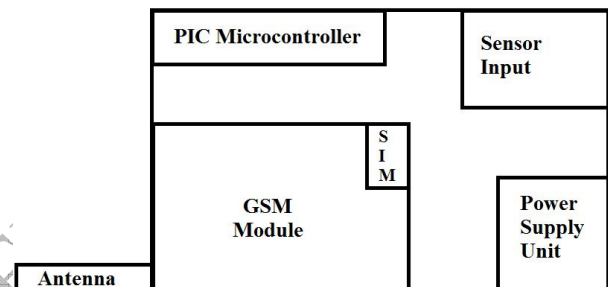 PIC Microcontroller
Sensor
Input
S
I
M
GSM
Module
Power
Supply
Unit
Antenna